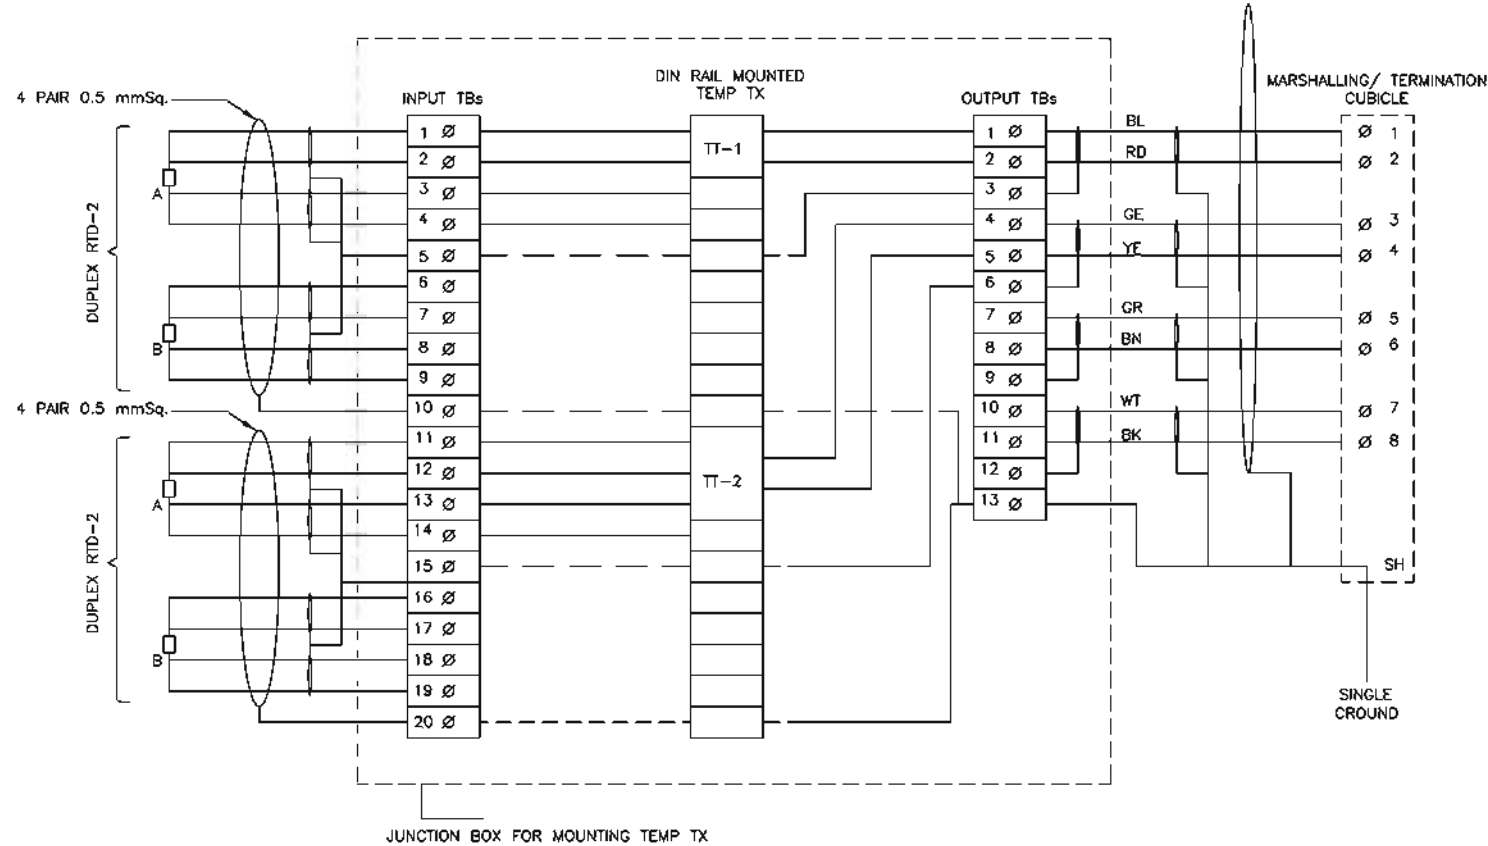 DIN RAIL MOUNTED
TEMP TX
MARSHALLING/ TERMINATION
CUBICLE
4 PAIR 0.5 mmSq.
INPUT TBs
OUTPUT TBs
DUPLEX RTD-2
A
B
4 PAIR 0.5 mmSq.
DUPLEX RTD-2
A
B
1
2
3
4
5
6
7
8
9
10
11
12
13
14
15
16
17
18
19
20
TT-1
TT-2
1
2
3
4
5
6
7
8
9
10
11
12
13
BL
RD
GE
YE
GR
BN
WT
BK
1
2
3
4
5
6
7
8
SH
SINGLE
CROUND
JUNCTION BOX FOR MOUNTING TEMP TX